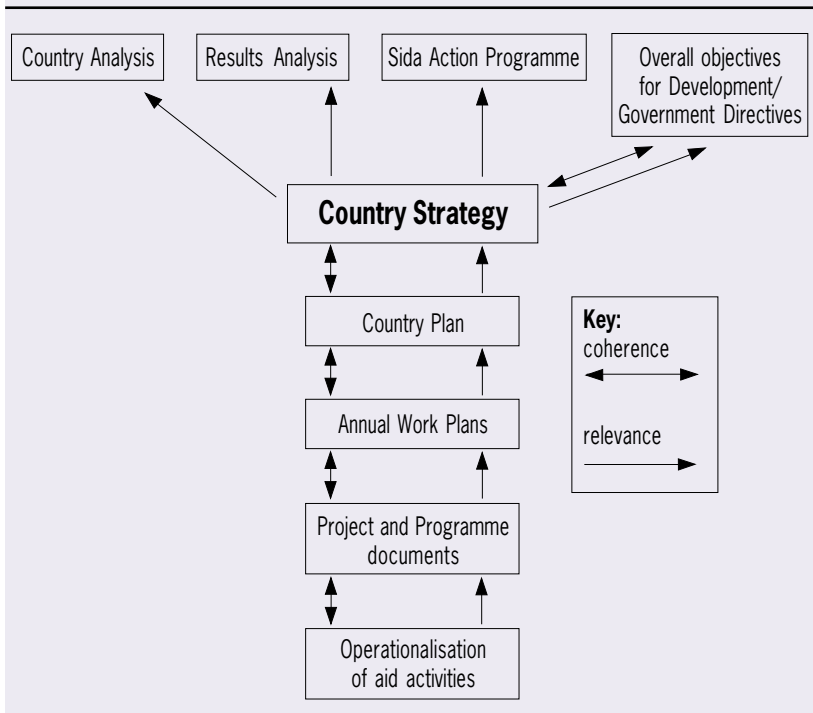 Country Analysis
Results Analysis
Sida Action Programme
Overall objectives
for Development/
Government Directives
Country Strategy
Country Plan
Key:
coherence
relevance
Annual Work Plans
Project and Programme
documents
Operationalisation
of aid activities